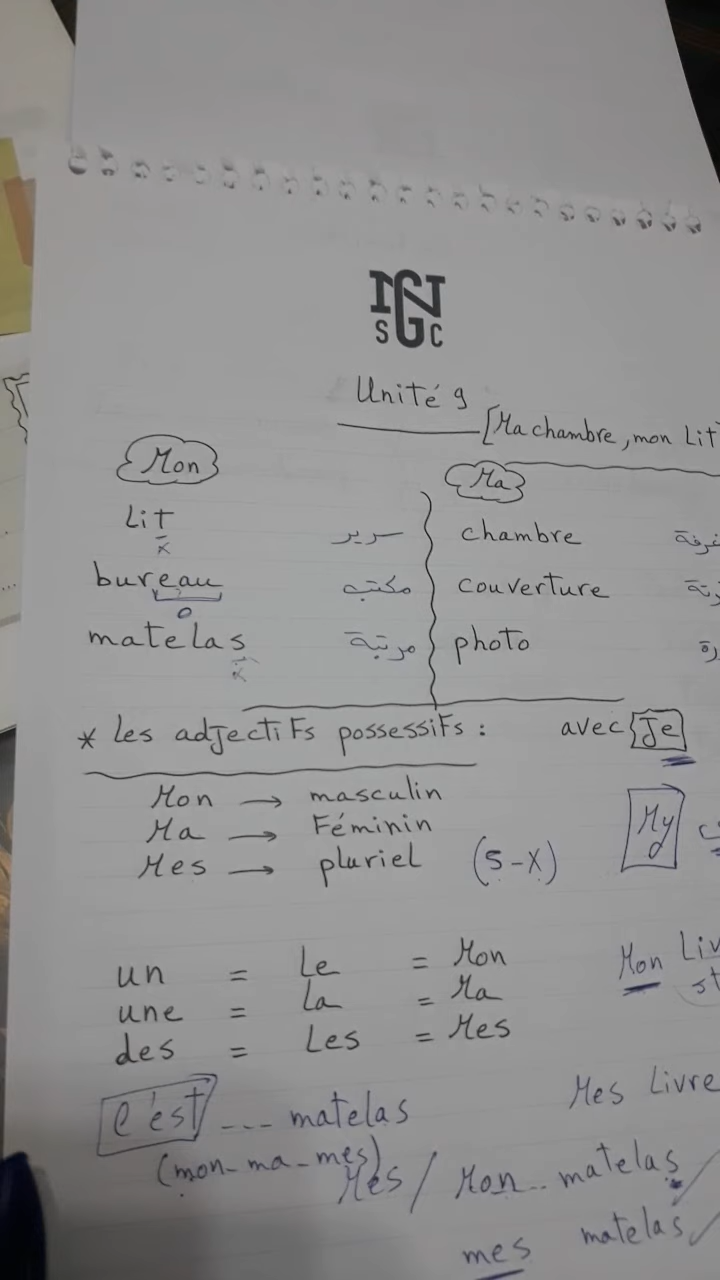 IGN
SGC
Unité 9
[Ma chambre, mon Lit
Mon
Ma
Lit سرير chambre
x
bureau مكتب couverture
o
matelas مرتبة photo
x
* Les adjectifs possessifs : avec Je
Mon → masculin
Ma → Féminin My
Mes → pluriel (S-X)
un = Le = Mon Mon Liv
une = la = Ma
des = Les = Mes
C'est --- matelas Mes Livre
(mon-ma-mes)
Mes / Mon.. matelas
mes matelas